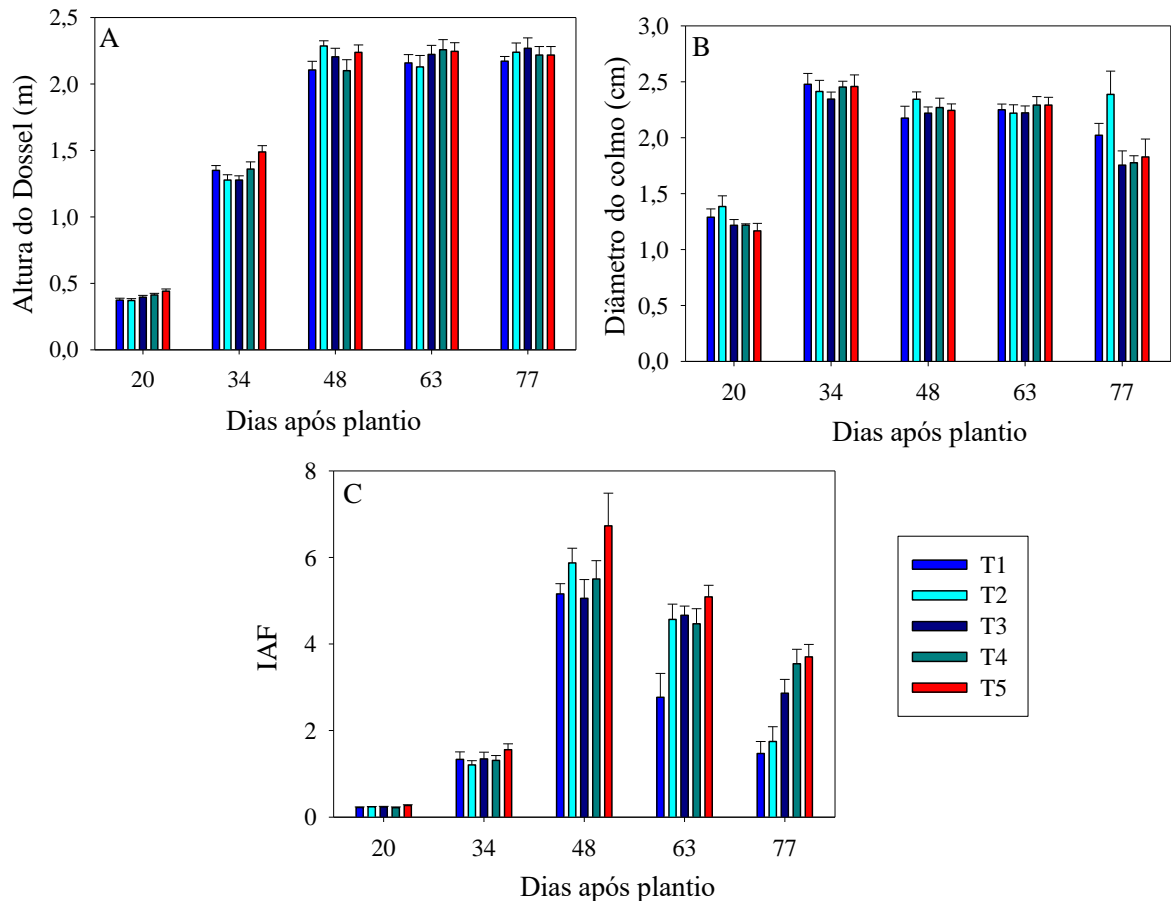 A
Altura do Dossel (m)
2,5
2,0
1,5
1,0
0,5
0,0
20 34 48 63 77
Dias após plantio
B
Diâmetro do colmo (cm)
3,0
2,5
2,0
1,5
1,0
0,5
0,0
20 34 48 63 77
Dias após plantio
C
IAF
8
6
4
2
0
20 34 48 63 77
Dias após plantio
T1
T2
T3
T4
T5